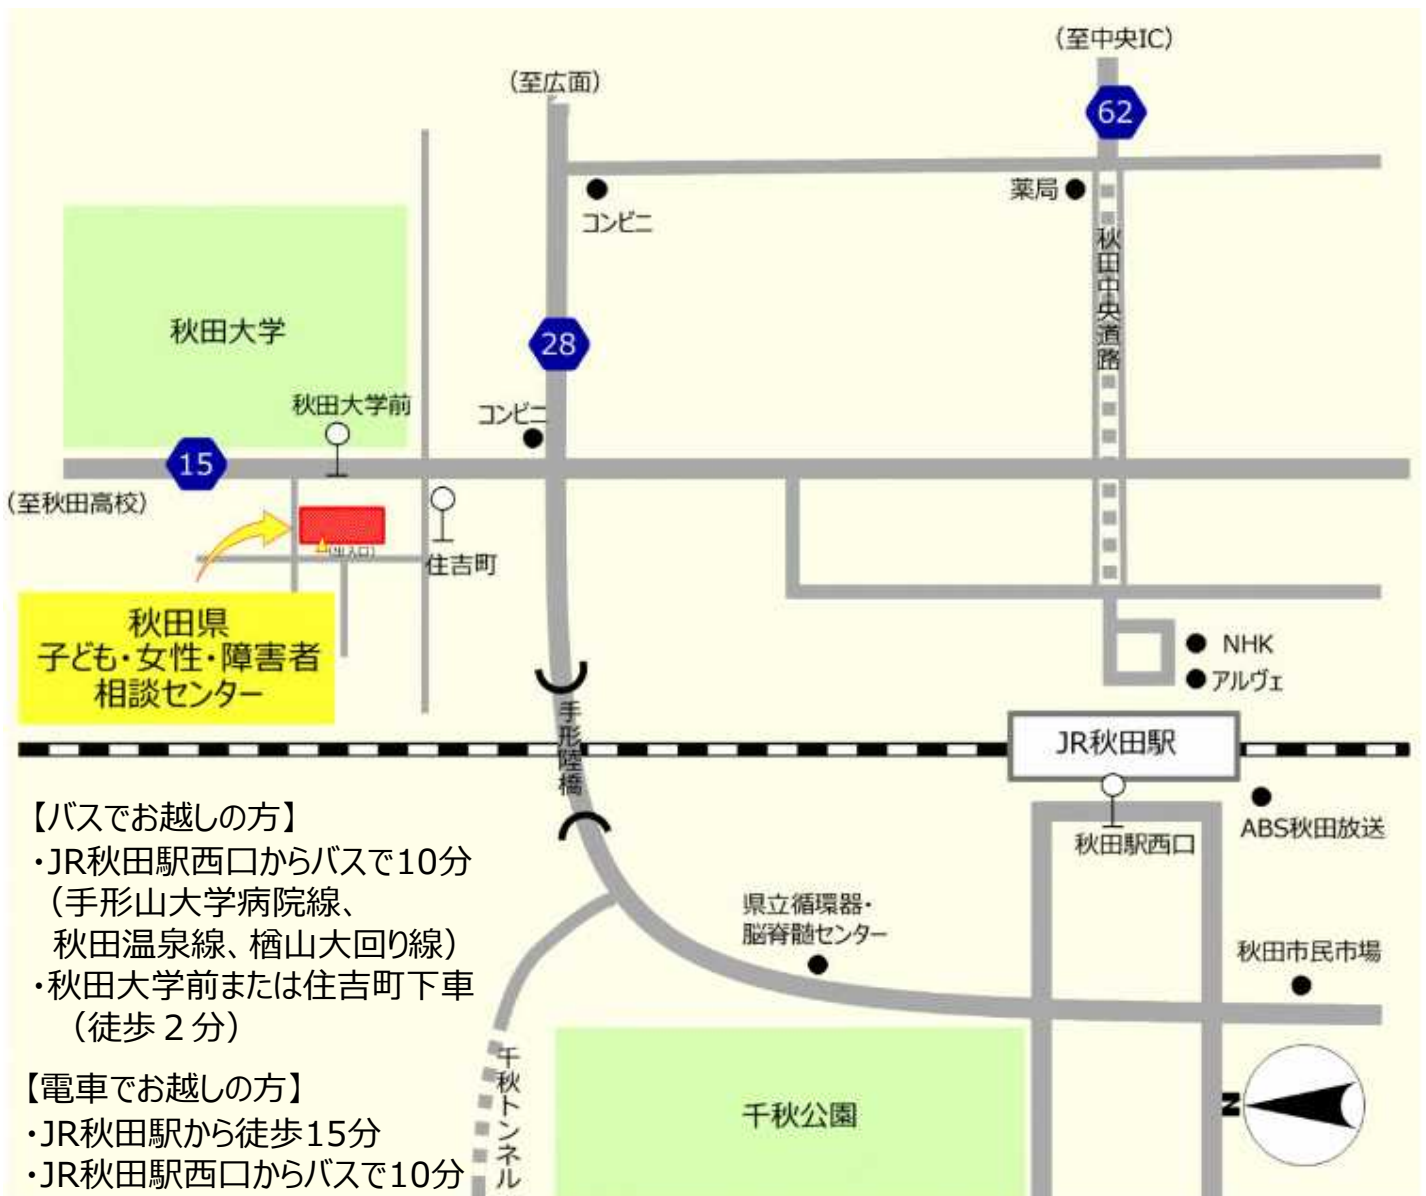 (至中央IC)
62
(至広面)
薬局
コンビニ
秋田中央道路
秋田大学
28
秋田大学前
コンビニ
15
(至秋田高校)
(出入口)
住吉町
秋田県
子ども・女性・障害者
相談センター
NHK
アルヴェ
手形陸橋
JR秋田駅
秋田駅西口
ABS秋田放送
【バスでお越しの方】
・JR秋田駅西口からバスで10分
（手形山大学病院線、
秋田温泉線、楢山大回り線）
・秋田大学前または住吉町下車
（徒歩２分）
県立循環器・
脳脊髄センター
秋田市民市場
千秋トンネル
千秋公園
N
【電車でお越しの方】
・JR秋田駅から徒歩15分
・JR秋田駅西口からバスで10分